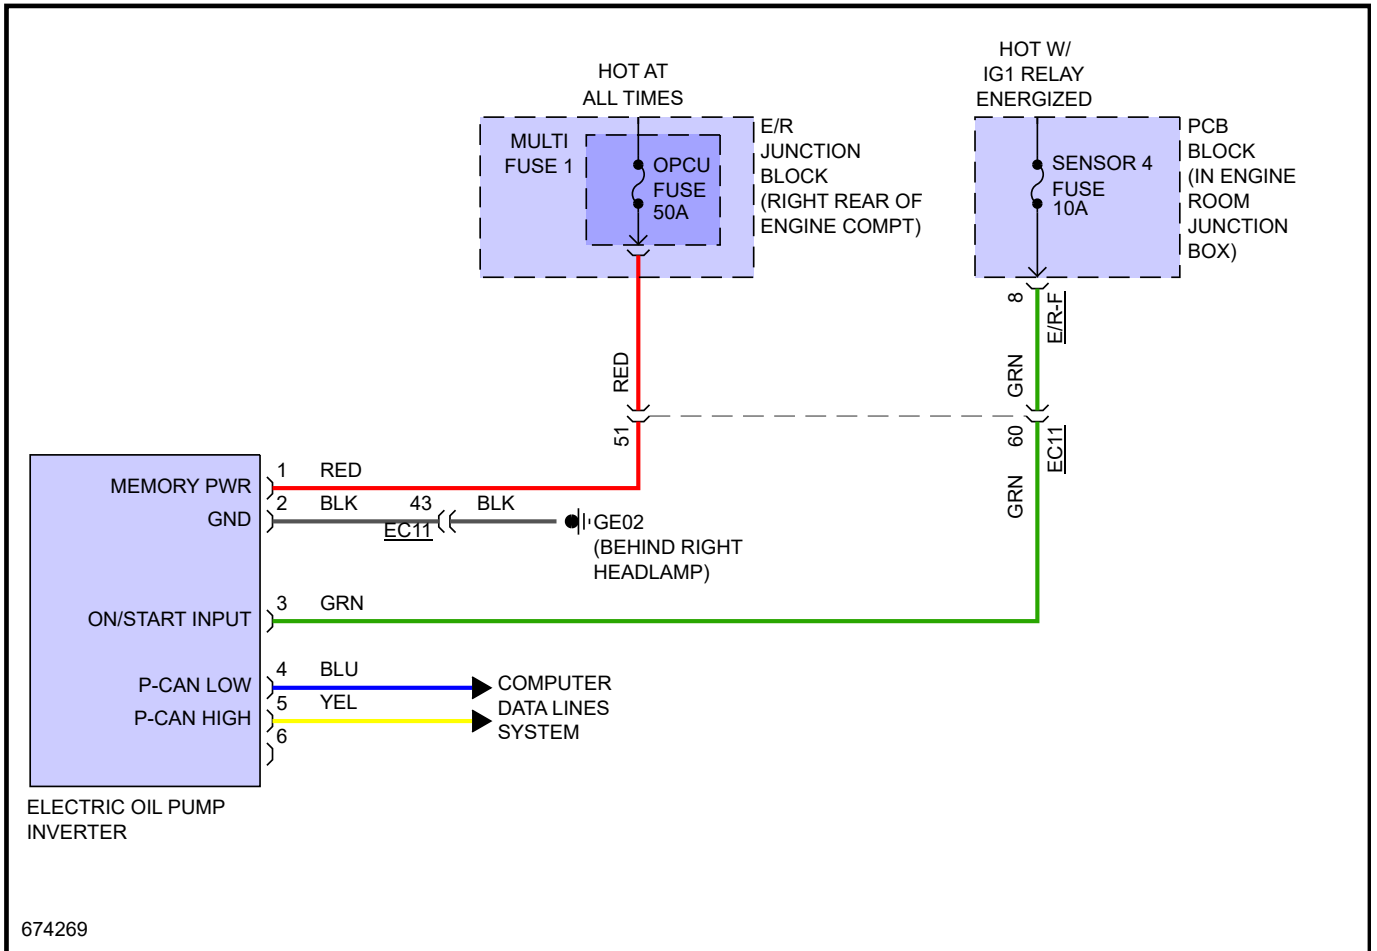 HOT AT
ALL TIMES
HOT W/
IG1 RELAY
ENERGIZED
MULTI
FUSE 1
OPCU
FUSE
50A
E/R
JUNCTION
BLOCK
(RIGHT REAR OF
ENGINE COMPT)
SENSOR 4
FUSE
10A
PCB
BLOCK
(IN ENGINE
ROOM
JUNCTION
BOX)
8
E/R-F
RED
GRN
51
60
EC11
GRN
MEMORY PWR
1
RED
GND
2
BLK
43
BLK
EC11
GE02
(BEHIND RIGHT
HEADLAMP)
ON/START INPUT
3
GRN
P-CAN LOW
4
BLU
P-CAN HIGH
5
YEL
6
COMPUTER
DATA LINES
SYSTEM
ELECTRIC OIL PUMP
INVERTER
674269